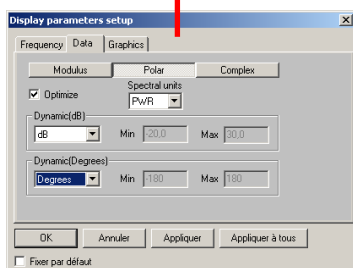 Display parameters setup
Frequency Data Graphics
Modulus Polar Complex
Optimize
Spectral units
PWR
Dynamic(dB)
dB Min -20,0 Max 30,0
Dynamic(Degrees)
Degrees Min -180 Max 180
OK Annuler Appliquer Appliquer à tous
Fixer par défaut